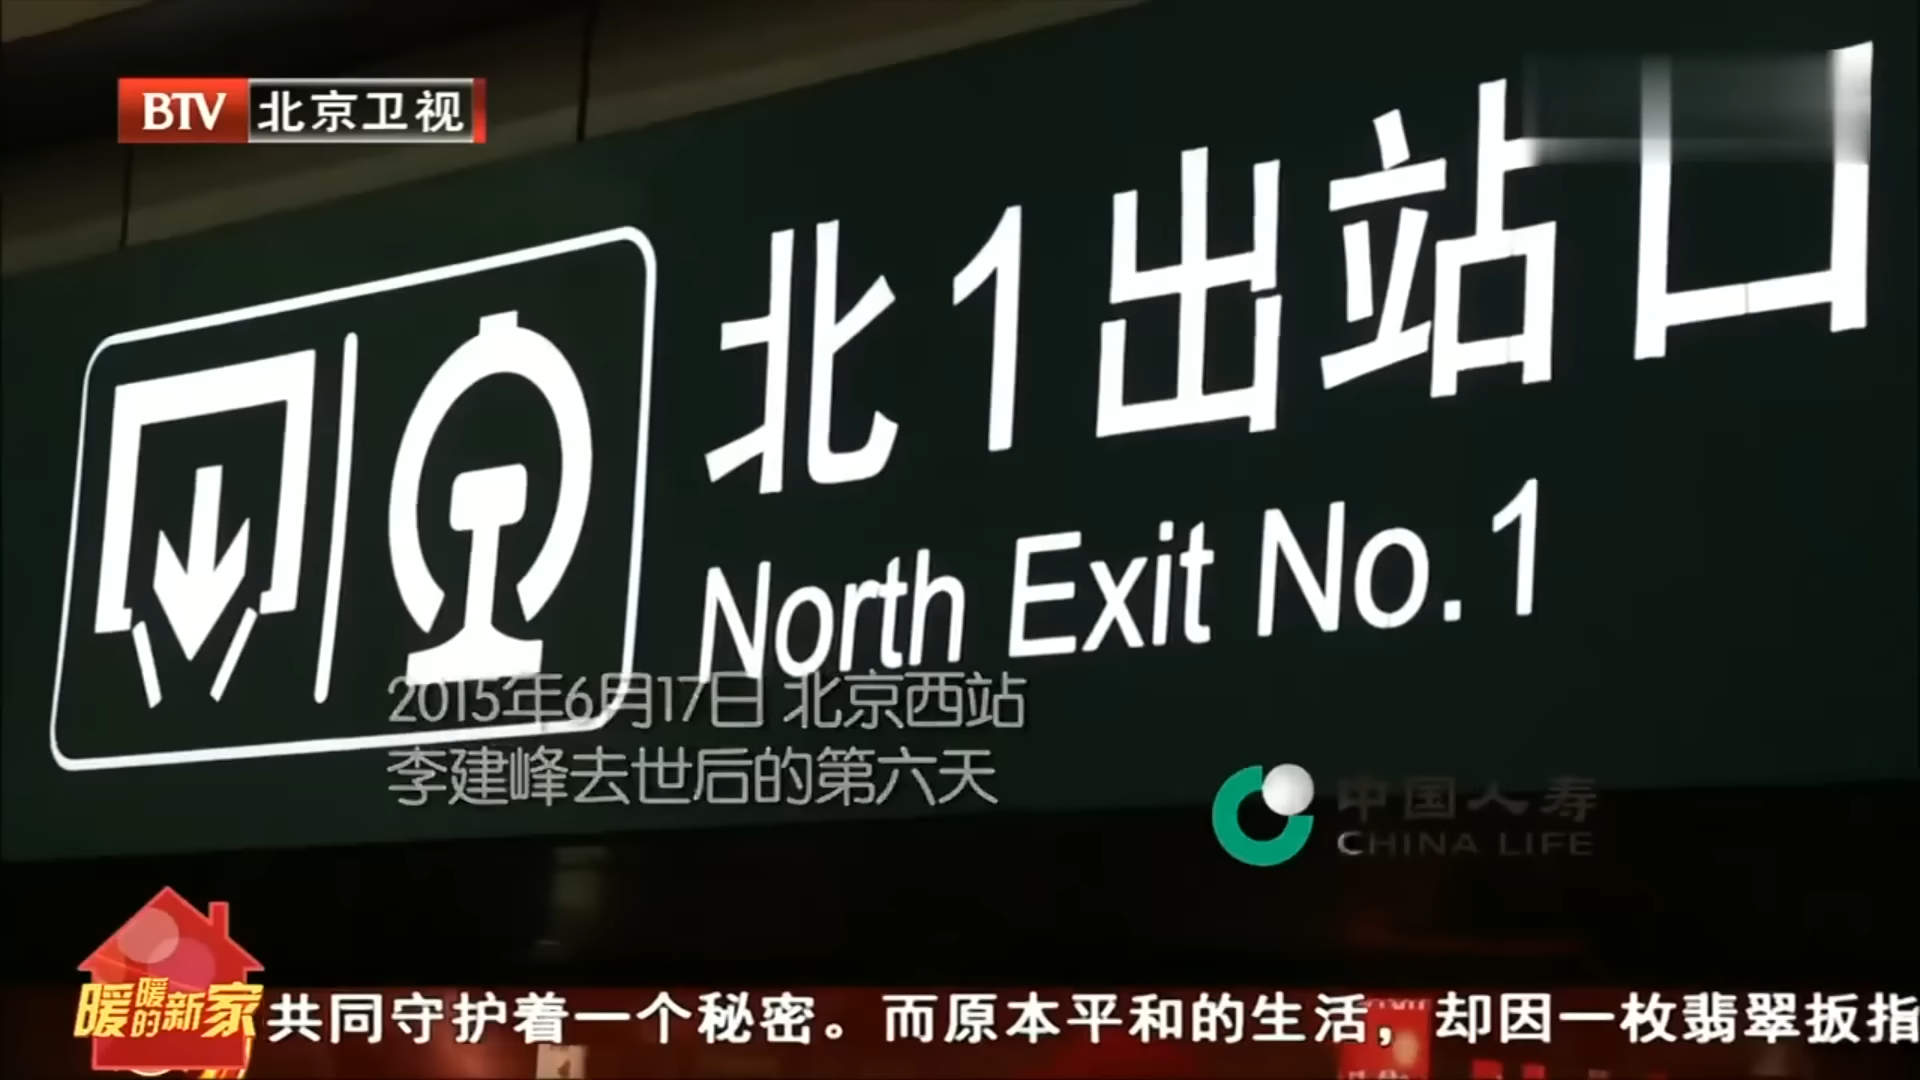 BTV 北京卫视
北1出站口
North Exit No.1
2015年6月17日 北京西站
李建峰去世后的第六天
中国人寿
CHINA LIFE
暖暖的新家
共同守护着一个秘密。而原本平和的生活，却因一枚翡翠扳指